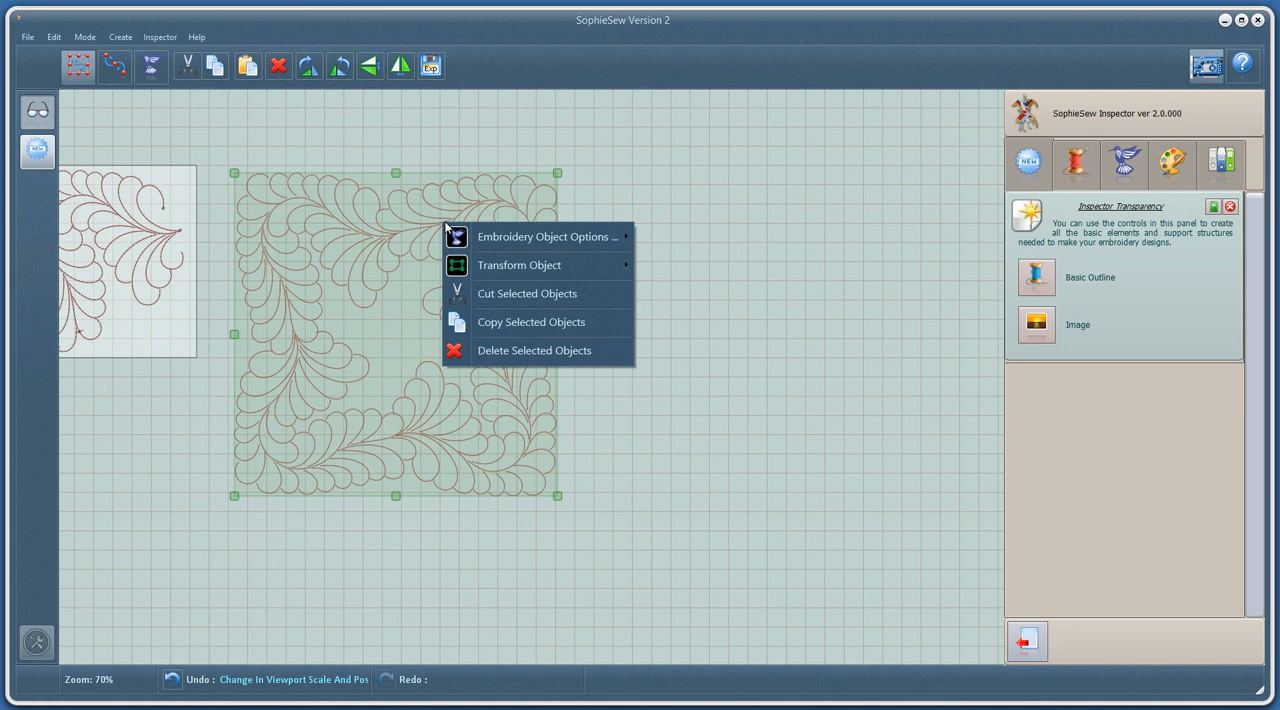 SophieSew Version 2
File Edit Mode Create Inspector Help
Exp
SophieSew Inspector ver 2.0.000
NEW
NEW
Inspector Transparency
You can use the controls in this panel to create
all the basic elements and support structures
needed to make your embroidery designs.
Basic Outline
Image
Embroidery Object Options ...
Transform Object
Cut Selected Objects
Copy Selected Objects
Delete Selected Objects
Zoom: 70% Undo : Change In Viewport Scale And Pos Redo :